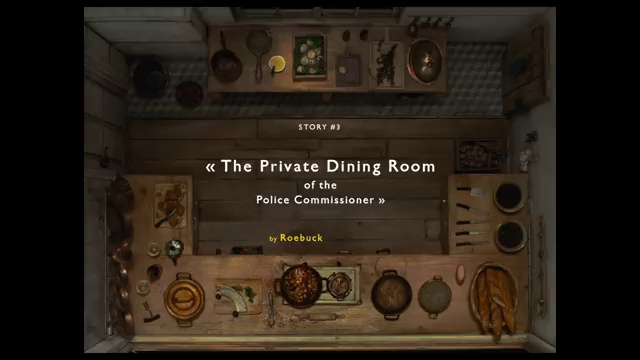 STORY #3
« The Private Dining Room
of the
Police Commissioner »
by Roebuck